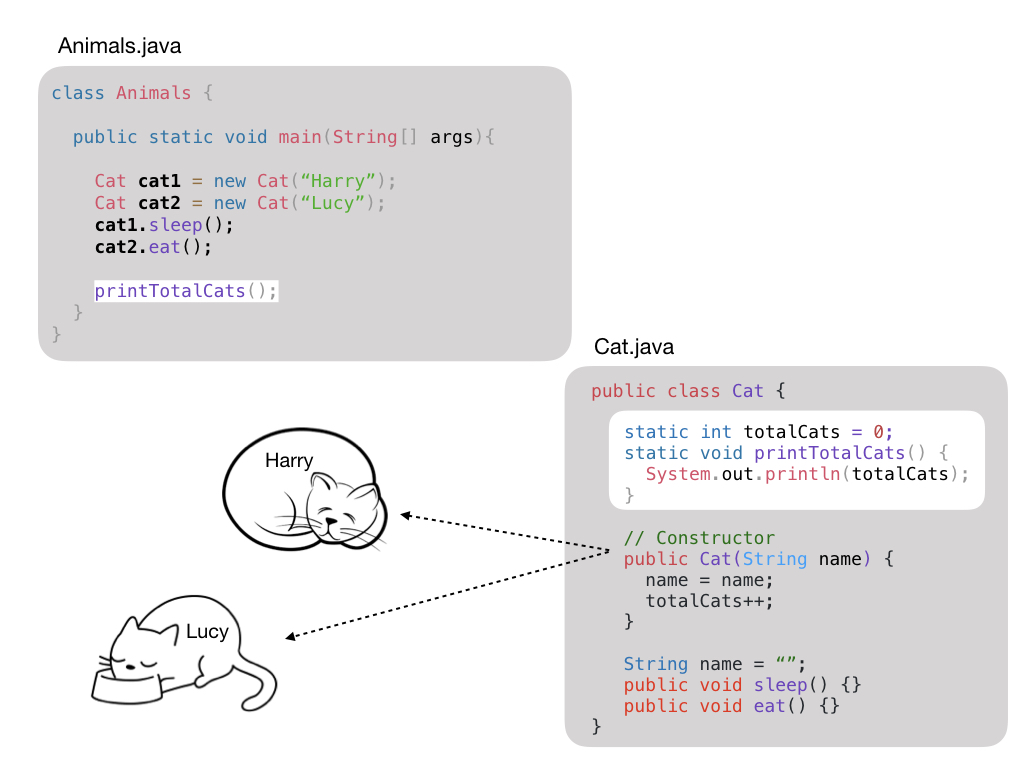 Animals.java
class Animals {
public static void main(String[] args){
Cat cat1 = new Cat(“Harry”);
Cat cat2 = new Cat(“Lucy”);
cat1.sleep();
cat2.eat();
printTotalCats();
}
}
Cat.java
public class Cat {
static int totalCats = 0;
static void printTotalCats() {
System.out.println(totalCats);
}
// Constructor
public Cat(String name) {
name = name;
totalCats++;
}
String name = “”;
public void sleep() {}
public void eat() {}
}
Harry
Lucy